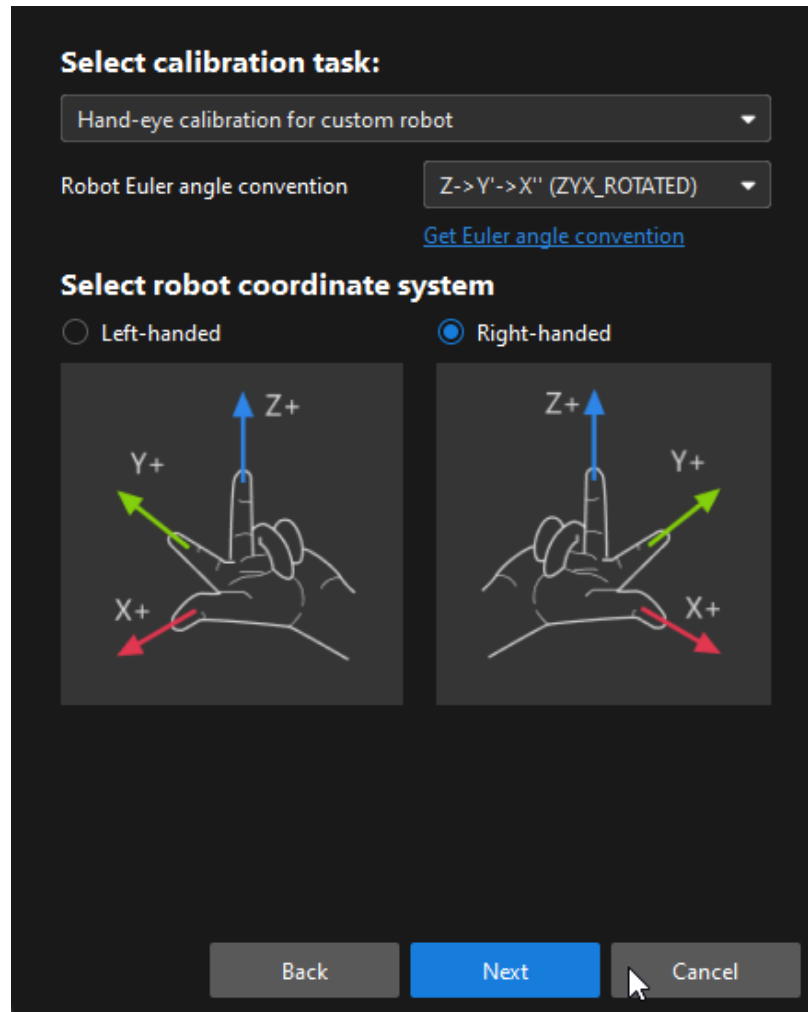 Select calibration task:
Hand-eye calibration for custom robot
Robot Euler angle convention
Z->Y'->X'' (ZYX_ROTATED)
Get Euler angle convention
Select robot coordinate system
Left-handed
Right-handed
Z+
Y+
X+
Z+
Y+
X+
Back
Next
Cancel